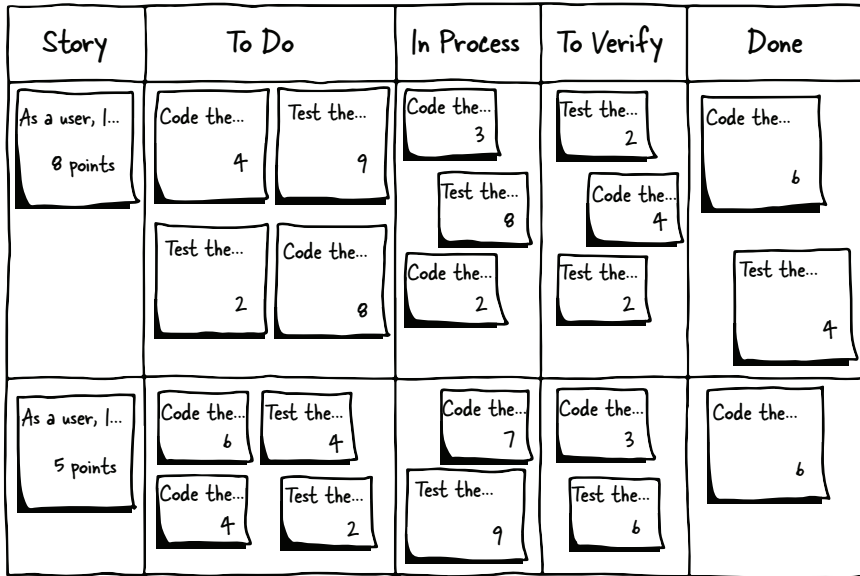 Story
To Do
In Process
To Verify
Done
As a user, I...
8 points
Code the...
4
Test the...
9
Test the...
2
Code the...
8
Code the...
3
Test the...
8
Code the...
2
Test the...
2
Code the...
4
Test the...
2
Code the...
6
Test the...
4
As a user, I...
5 points
Code the...
6
Test the...
4
Code the...
4
Test the...
2
Code the...
7
Test the...
9
Code the...
3
Test the...
6
Code the...
6